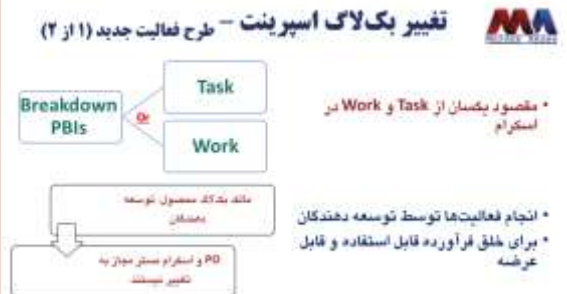 تغییر بک‌لاگ اسپرینت – طرح فعالیت جدید (۱ از ۲)
Breakdown
PBIs
Or
Task
Work
• مقصود یکسان از Task و Work در
اسکرام
• انجام فعالیت‌ها توسط توسعه دهندگان
• برای خلق فرآورده قابل استفاده و قابل
عرضه
مالک بک‌لاگ محصول توسعه
دهندگان
PO و اسکرام مستر مجاز به
تغییر نیستند